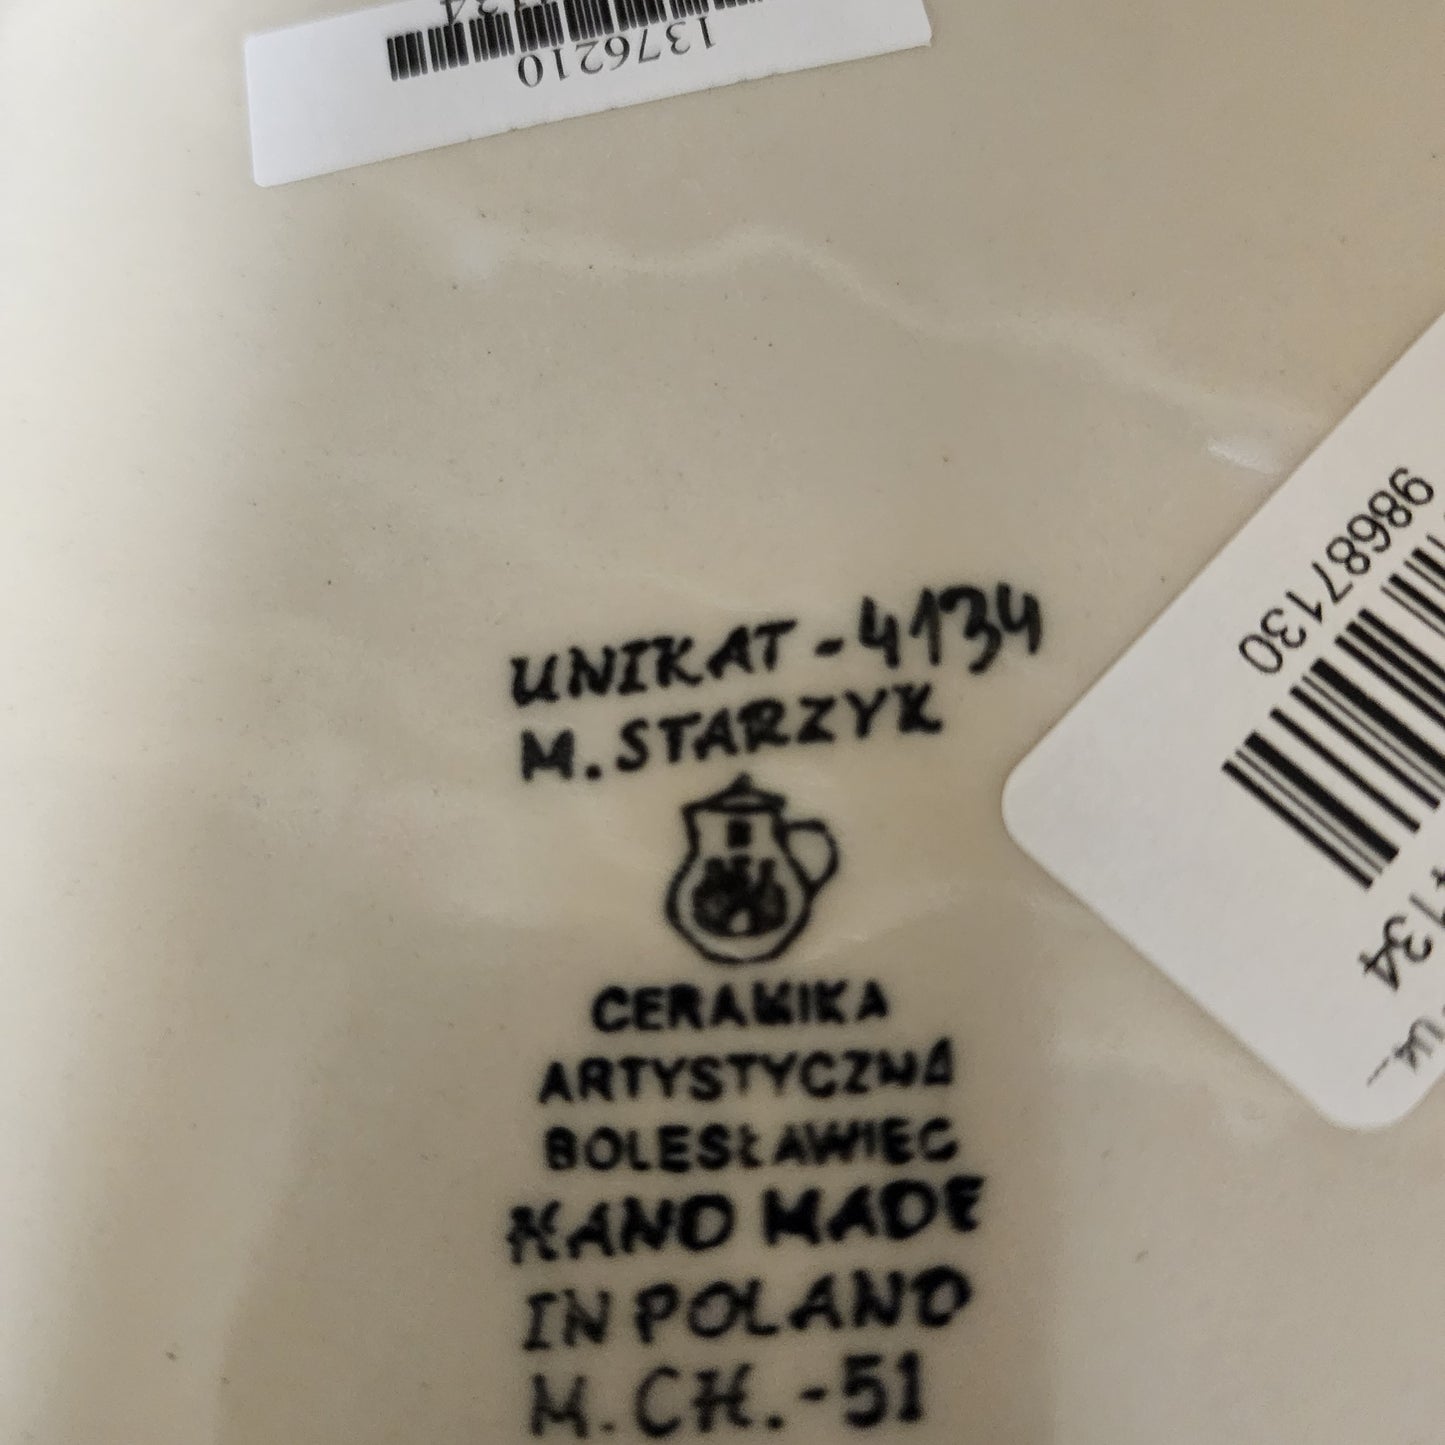 1376210
98687130
UNIKAT - 4134
M. STARZYK
CERAMIKA
ARTYSTYCZNA
BOLESŁAWIEC
HAND MADE
IN POLAND
M.CH.-51